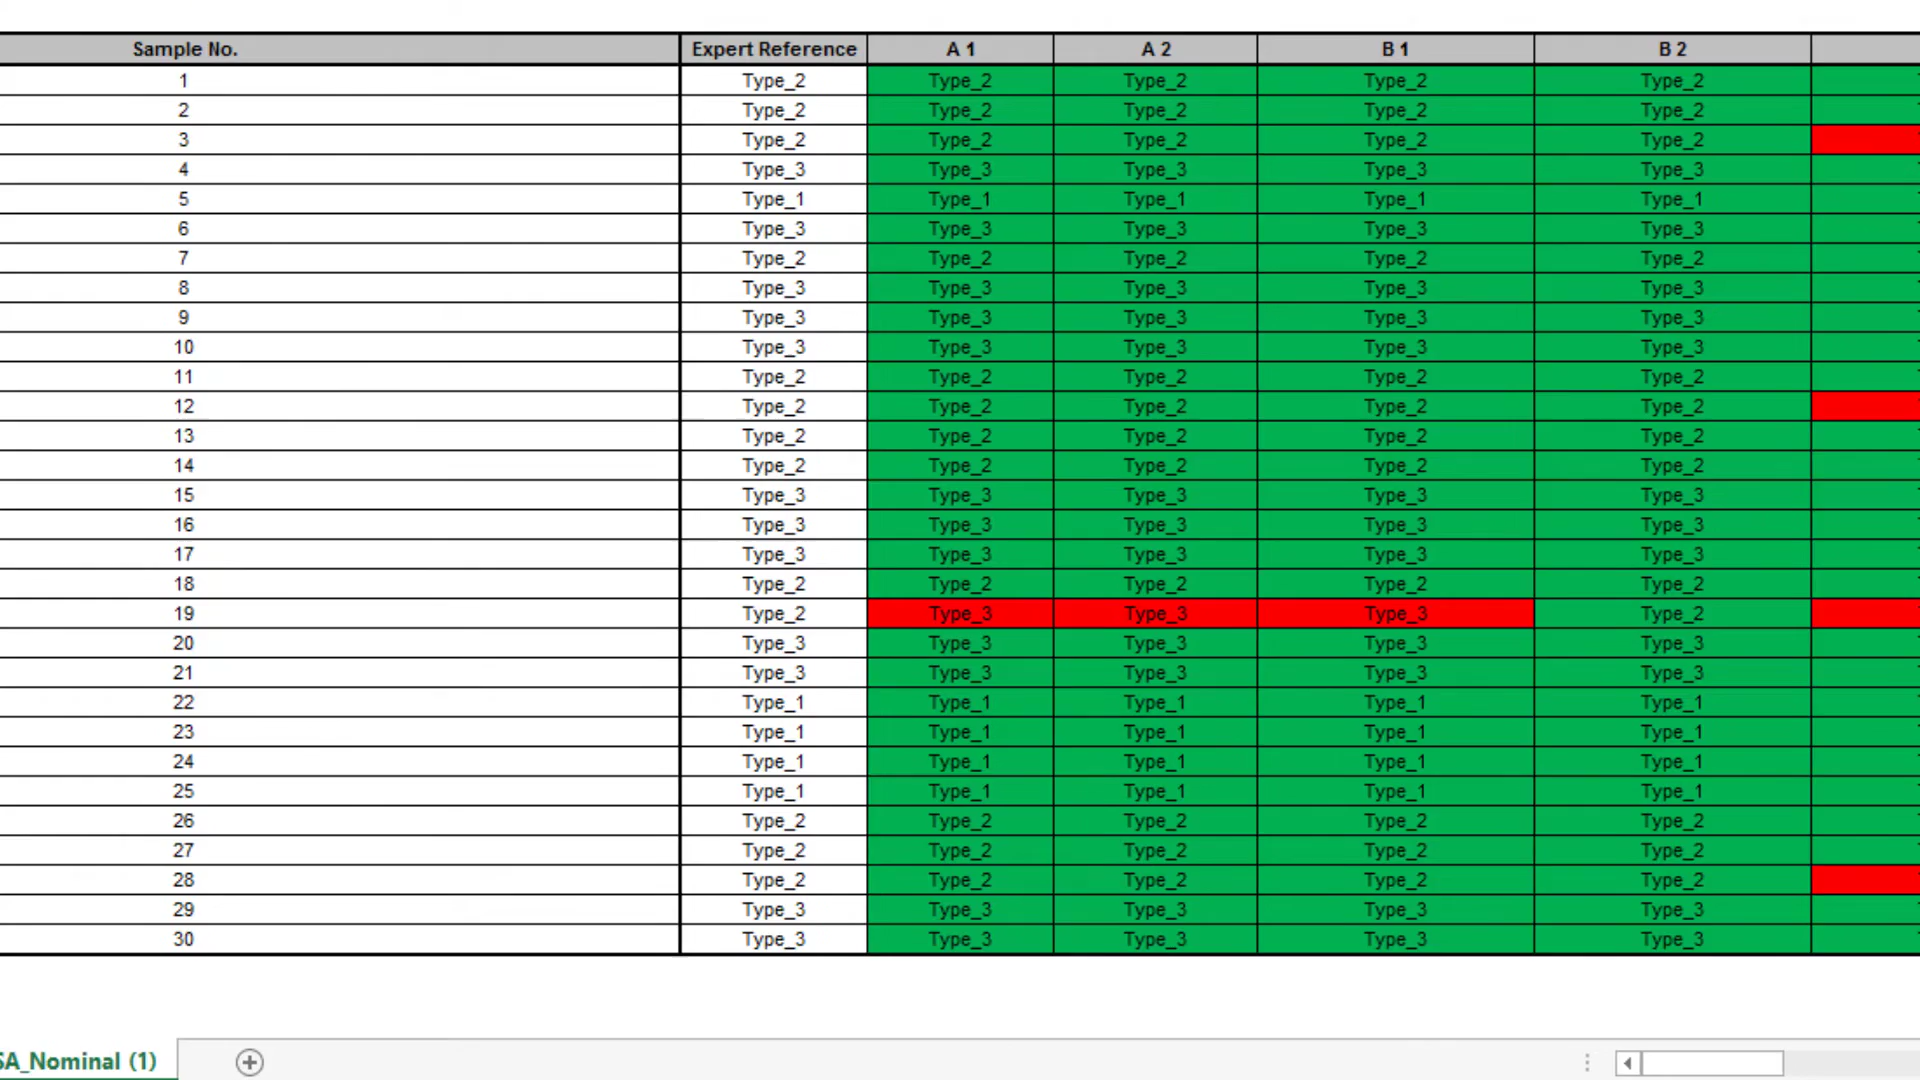 Sample No. Expert Reference A 1 A 2 B 1 B 2
1 Type_2 Type_2 Type_2 Type_2 Type_2
2 Type_2 Type_2 Type_2 Type_2 Type_2
3 Type_2 Type_2 Type_2 Type_2 Type_2
4 Type_3 Type_3 Type_3 Type_3 Type_3
5 Type_1 Type_1 Type_1 Type_1 Type_1
6 Type_3 Type_3 Type_3 Type_3 Type_3
7 Type_2 Type_2 Type_2 Type_2 Type_2
8 Type_3 Type_3 Type_3 Type_3 Type_3
9 Type_3 Type_3 Type_3 Type_3 Type_3
10 Type_3 Type_3 Type_3 Type_3 Type_3
11 Type_2 Type_2 Type_2 Type_2 Type_2
12 Type_2 Type_2 Type_2 Type_2 Type_2
13 Type_2 Type_2 Type_2 Type_2 Type_2
14 Type_2 Type_2 Type_2 Type_2 Type_2
15 Type_3 Type_3 Type_3 Type_3 Type_3
16 Type_3 Type_3 Type_3 Type_3 Type_3
17 Type_3 Type_3 Type_3 Type_3 Type_3
18 Type_2 Type_2 Type_2 Type_2 Type_2
19 Type_2 Type_3 Type_3 Type_3 Type_2
20 Type_3 Type_3 Type_3 Type_3 Type_3
21 Type_3 Type_3 Type_3 Type_3 Type_3
22 Type_1 Type_1 Type_1 Type_1 Type_1
23 Type_1 Type_1 Type_1 Type_1 Type_1
24 Type_1 Type_1 Type_1 Type_1 Type_1
25 Type_1 Type_1 Type_1 Type_1 Type_1
26 Type_2 Type_2 Type_2 Type_2 Type_2
27 Type_2 Type_2 Type_2 Type_2 Type_2
28 Type_2 Type_2 Type_2 Type_2 Type_2
29 Type_3 Type_3 Type_3 Type_3 Type_3
30 Type_3 Type_3 Type_3 Type_3 Type_3
SA_Nominal (1)